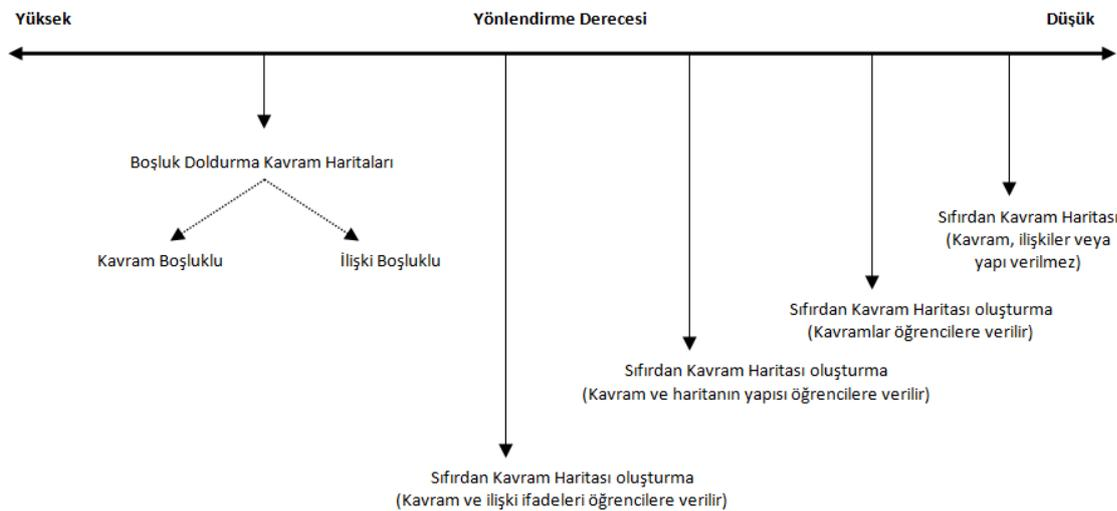 Yüksek
Yönlendirme Derecesi
Düşük
Boşluk Doldurma Kavram Haritaları
Kavram Boşluklu
İlişki Boşluklu
Sıfırdan Kavram Haritası
(Kavram, ilişkiler veya
yapı verilmez)
Sıfırdan Kavram Haritası oluşturma
(Kavramlar öğrencilere verilir)
Sıfırdan Kavram Haritası oluşturma
(Kavram ve haritanın yapısı öğrencilere verilir)
Sıfırdan Kavram Haritası oluşturma
(Kavram ve ilişki ifadeleri öğrencilere verilir)